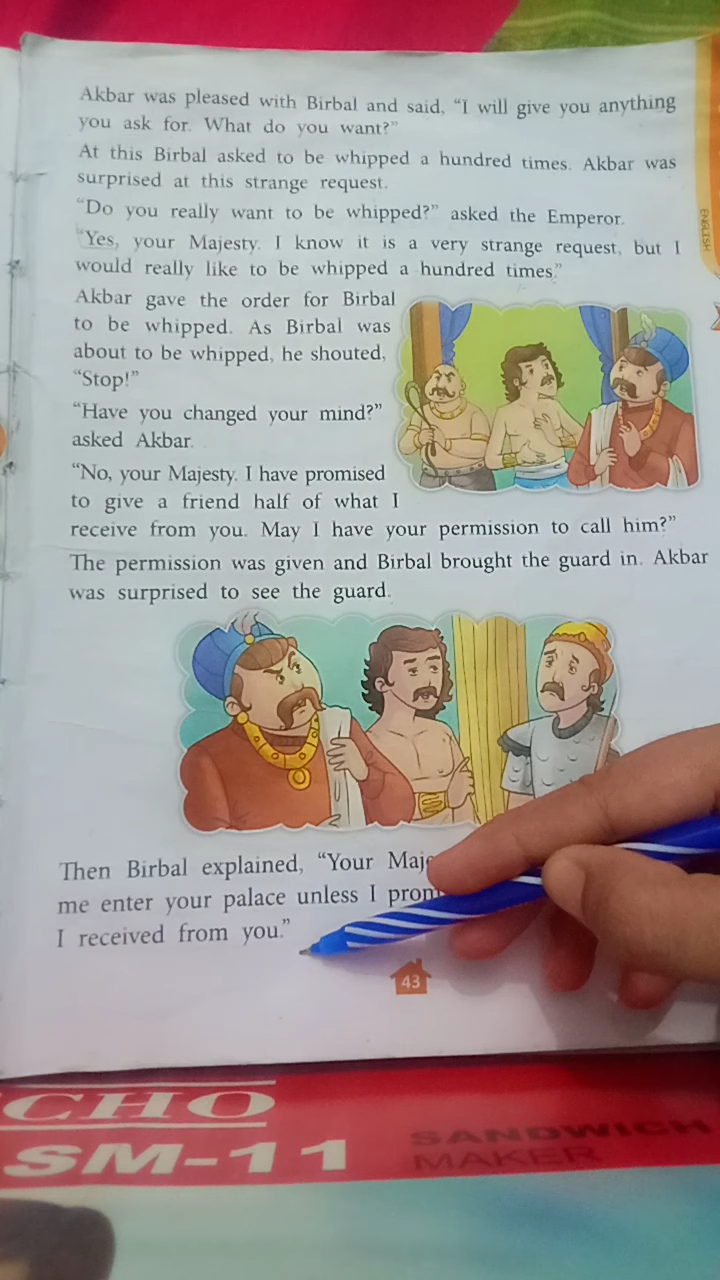 Akbar was pleased with Birbal and said, “I will give you anything
you ask for. What do you want?”
At this Birbal asked to be whipped a hundred times. Akbar was
surprised at this strange request.
“Do you really want to be whipped?” asked the Emperor.
“Yes, your Majesty. I know it is a very strange request, but I
would really like to be whipped a hundred times.”
ENGLISH
Akbar gave the order for Birbal
to be whipped. As Birbal was
about to be whipped, he shouted,
“Stop!”
“Have you changed your mind?”
asked Akbar.
“No, your Majesty. I have promised
to give a friend half of what I
receive from you. May I have your permission to call him?”
The permission was given and Birbal brought the guard in. Akbar
was surprised to see the guard.
Then Birbal explained, “Your
me enter your palace unless I
I received from you.”
43
CHO
SM-11
SANDWICH
MAKER